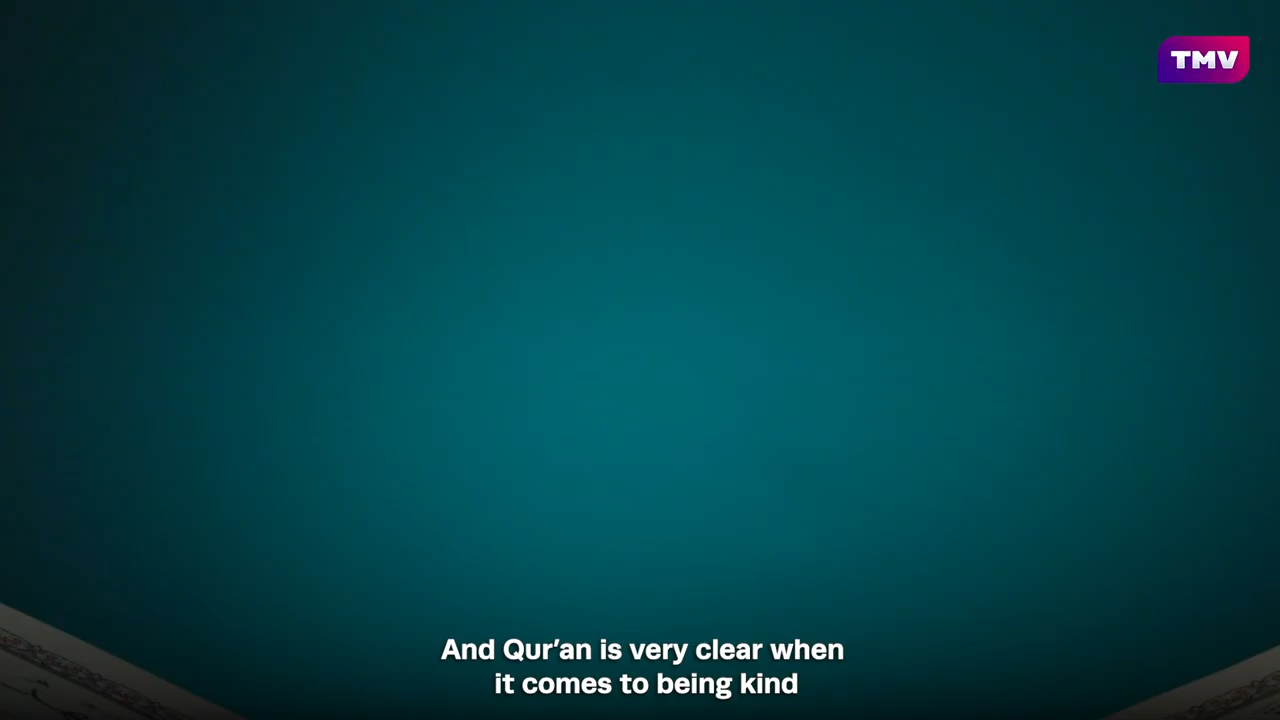 TMV
And Qur’an is very clear when
it comes to being kind